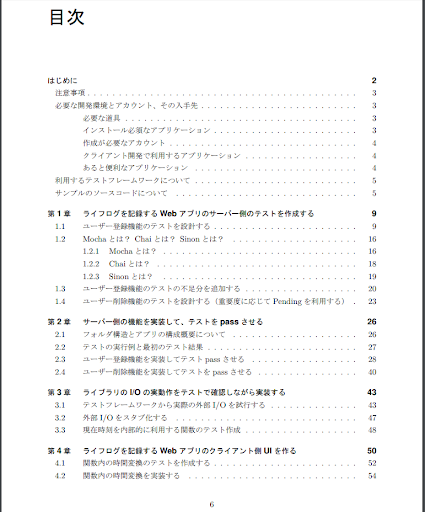 目次
はじめに 2
注意事項 . . . . . . . . . . . . . . . . . . . . . . . . . . . . . . 3
必要な開発環境とアカウント、その入手先 . . . . . . . . . . . . . . . . . . 3
必要な道具 . . . . . . . . . . . . . . . . . . . . . . . . . . 3
インストール必須なアプリケーション . . . . . . . . . . . . . . . . . 3
作成が必要なアカウント . . . . . . . . . . . . . . . . . . . . . 4
クライアント開発で利用するアプリケーション . . . . . . . . . . . . . 4
あると便利なアプリケーション . . . . . . . . . . . . . . . . . . . 4
利用するテストフレームワークについて . . . . . . . . . . . . . . . . . . . 5
サンプルのソースコードについて . . . . . . . . . . . . . . . . . . . . . 5
第 1 章 ライフログを記録する Web アプリのサーバー側のテストを作成する 9
1.1 ユーザー登録機能のテストを設計する . . . . . . . . . . . . . . . . . 9
1.2 Mocha とは? Chai とは? Sinon とは? . . . . . . . . . . . . . . . . 16
1.2.1 Mocha とは? . . . . . . . . . . . . . . . . . . . . . . 16
1.2.2 Chai とは? . . . . . . . . . . . . . . . . . . . . . . . 18
1.2.3 Sinon とは? . . . . . . . . . . . . . . . . . . . . . . 19
1.3 ユーザー登録機能のテストの不足分を追加する . . . . . . . . . . . . . 20
1.4 ユーザー削除機能のテストを設計する(重要度に応じて Pending を利用する) . 23
第 2 章 サーバー側の機能を実装して、テストを pass させる 26
2.1 フォルダ構造とアプリの構成概要について . . . . . . . . . . . . . . . 26
2.2 テストの実行例と最初のテスト結果 . . . . . . . . . . . . . . . . . . 27
2.3 ユーザー登録機能を実装してテスト pass させる . . . . . . . . . . . . . 28
2.4 ユーザー削除機能を実装してテスト pass させる . . . . . . . . . . . . . 40
第 3 章 ライブラリの I/O の実動作をテストで確認しながら実装する 43
3.1 テストフレームワークから実際の外部 I/O を試行する . . . . . . . . . . 43
3.2 外部 I/O をスタブ化する . . . . . . . . . . . . . . . . . . . . . . 47
3.3 現在時刻を内部的に利用する関数のテスト作成 . . . . . . . . . . . . . 48
第 4 章 ライフログを記録する Web アプリのクライアント側 UI を作る 50
4.1 関数内の時間変換のテストを作成する . . . . . . . . . . . . . . . . . 52
4.2 関数内の時間変換を実装する . . . . . . . . . . . . . . . . . . . . 54
6